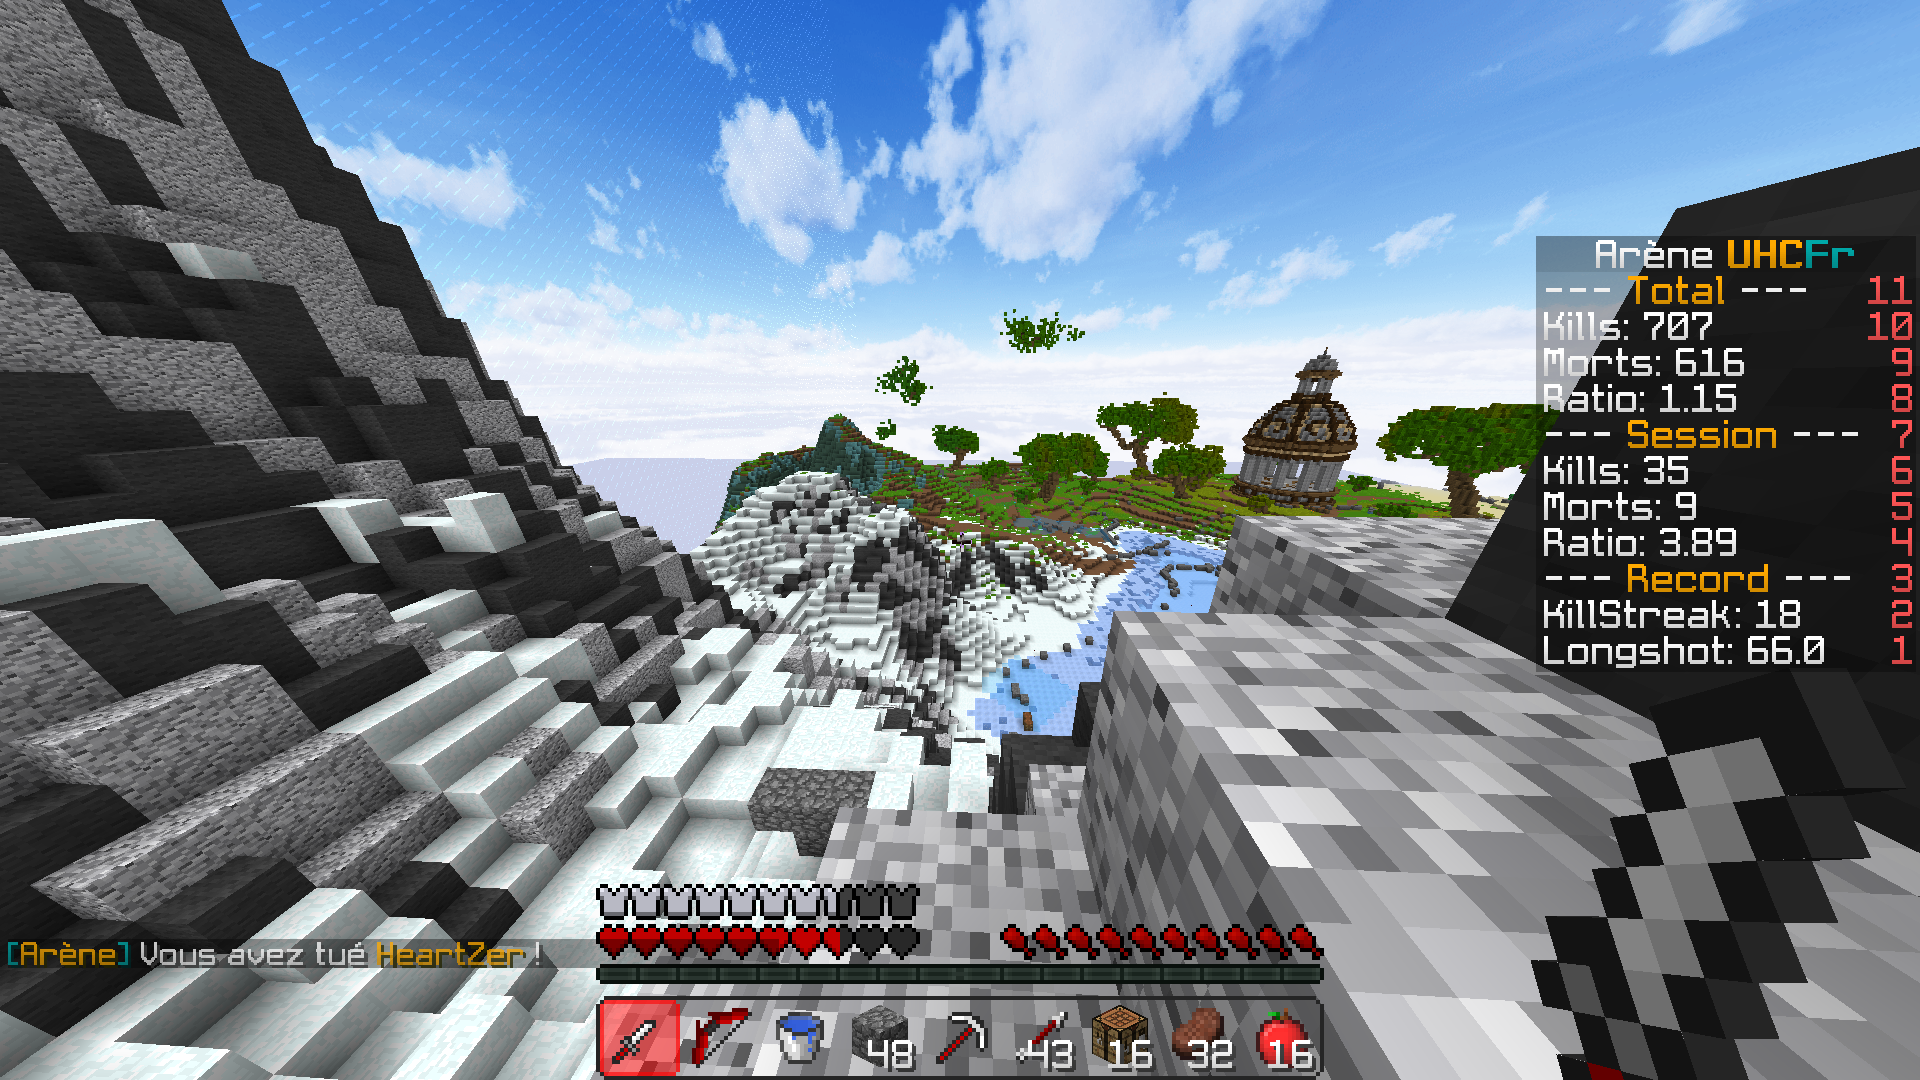 Arène UHCFr
--- Total --- 11
Kills: 707 10
Morts: 616 9
Ratio: 1.15 8
--- Session --- 7
Kills: 35 6
Morts: 9 5
Ratio: 3.89 4
--- Record --- 3
KillStreak: 18 2
Longshot: 66.0 1
[Arène] Vous avez tué HeartZer !
48 43 16 32 16